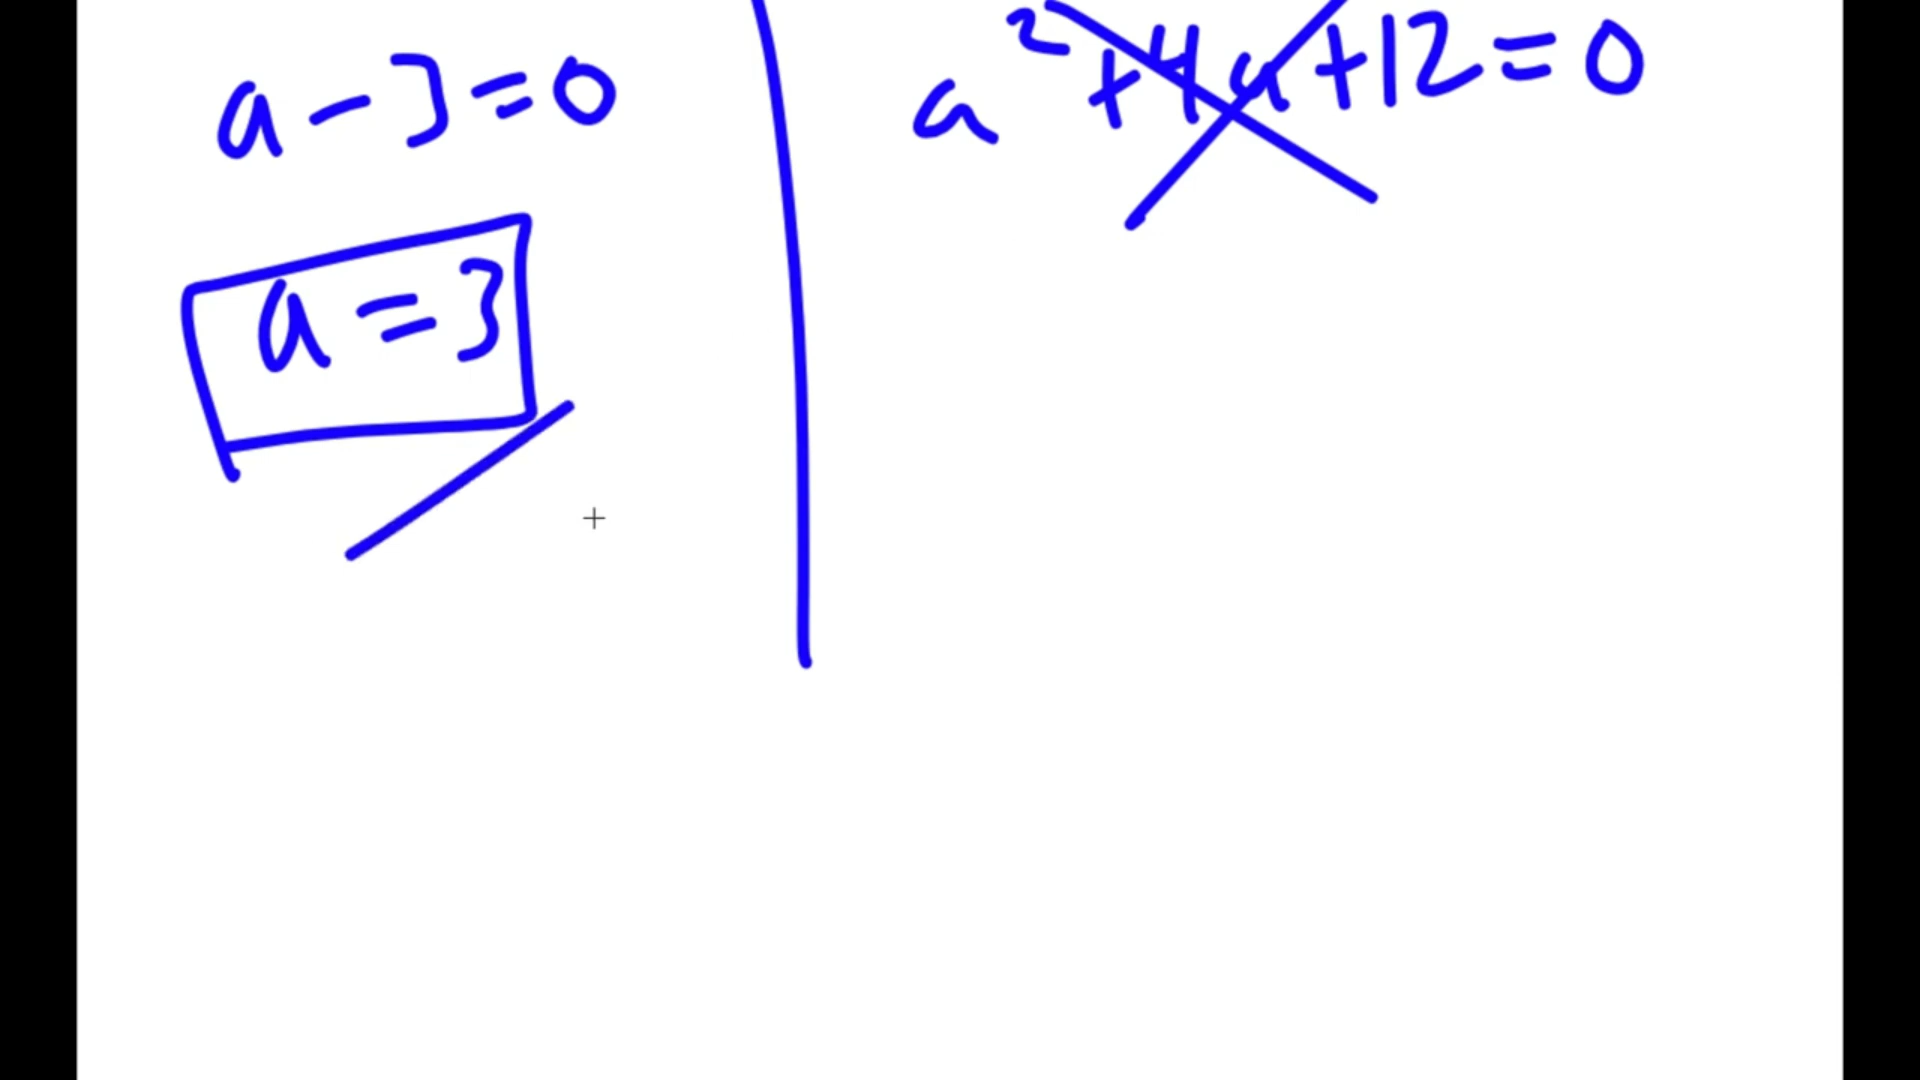 a - 3 = 0
a = 3
a² + 4a + 12 = 0